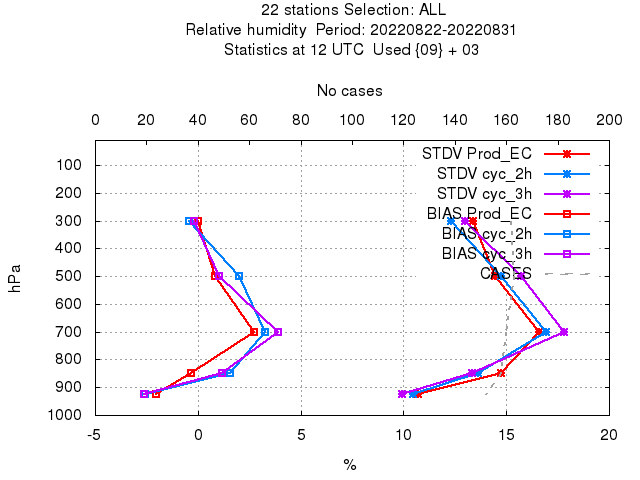 22 stations Selection: ALL
Relative humidity  Period: 20220822-20220831
Statistics at 12 UTC  Used {09} + 03
No cases
0 20 40 60 80 100 120 140 160 180 200
STDV Prod_EC
STDV cyc_2h
STDV cyc_3h
BIAS Prod_EC
BIAS cyc_2h
BIAS cyc_3h
CASES
100
200
300
400
500
600
700
800
900
1000
hPa
-5 0 5 10 15 20
%